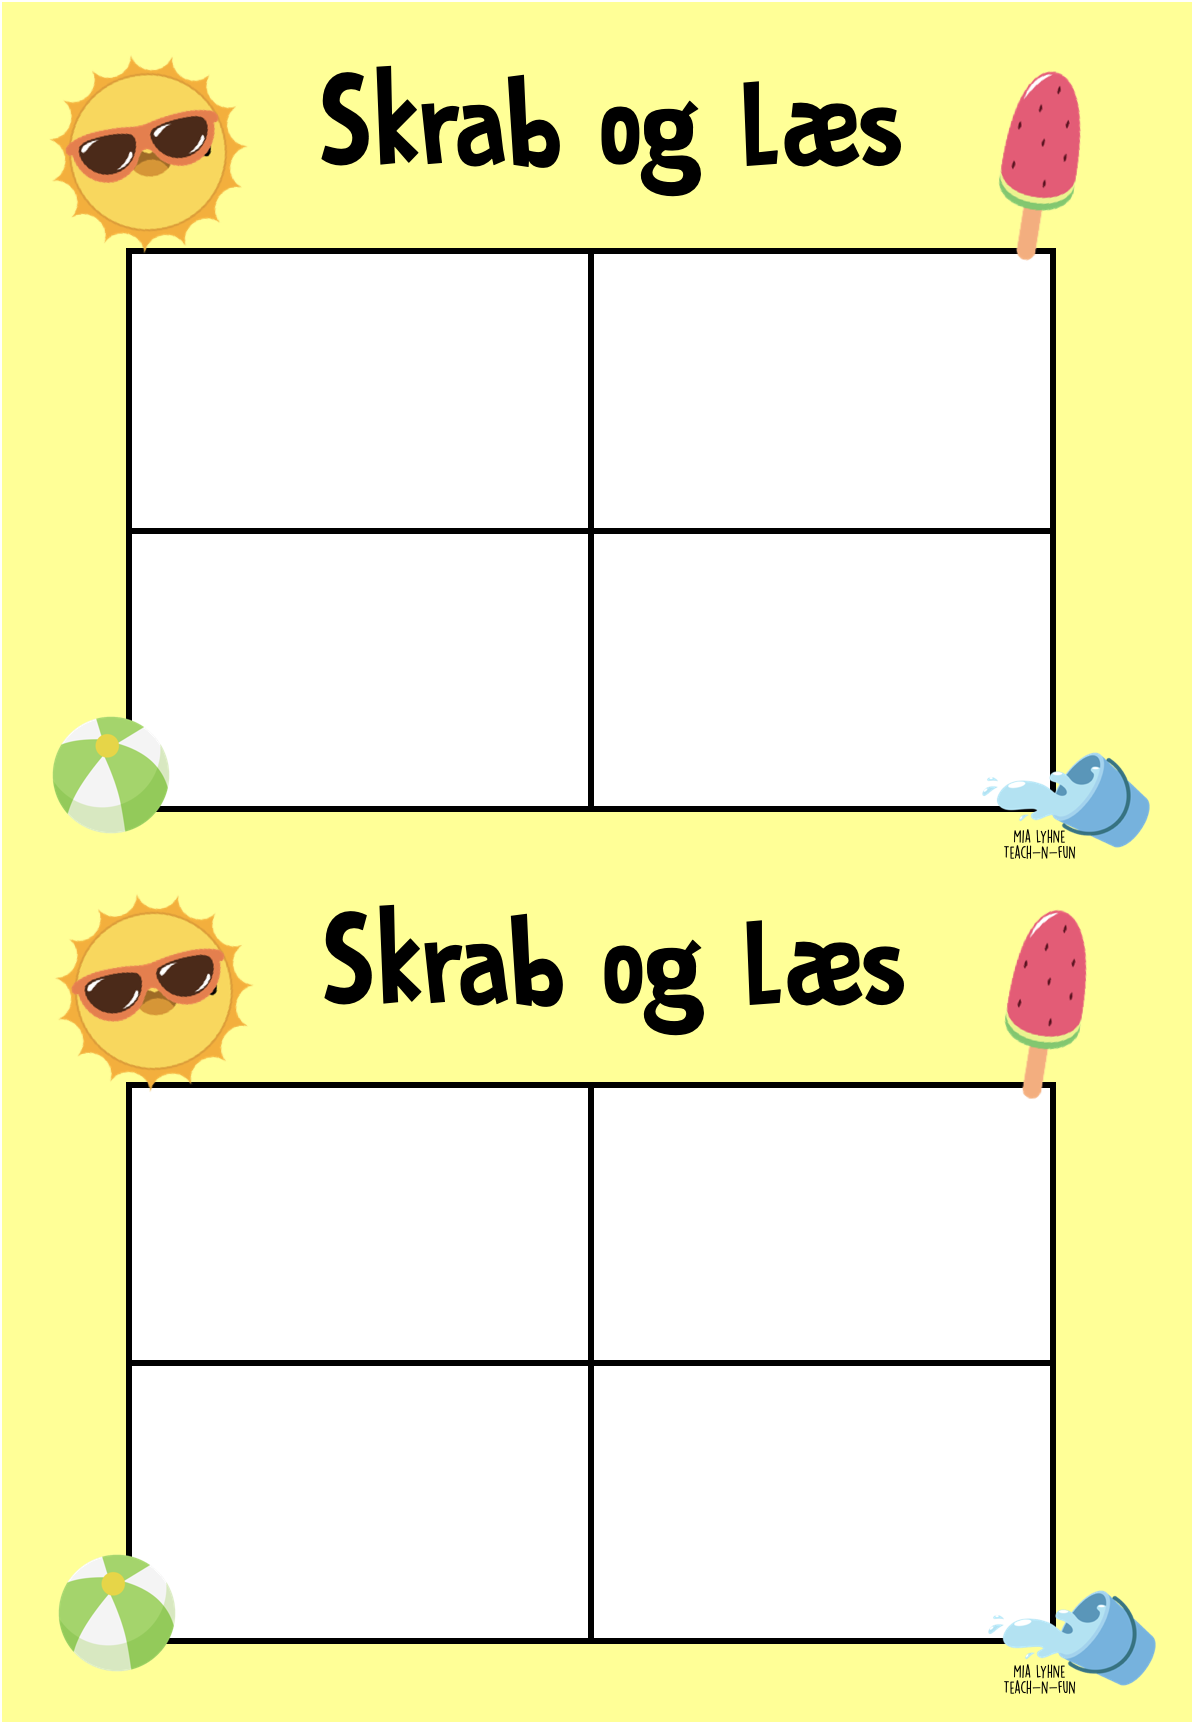 Skrab og Læs
MIA LYHNE
TEACH-N-FUN
Skrab og Læs
MIA LYHNE
TEACH-N-FUN